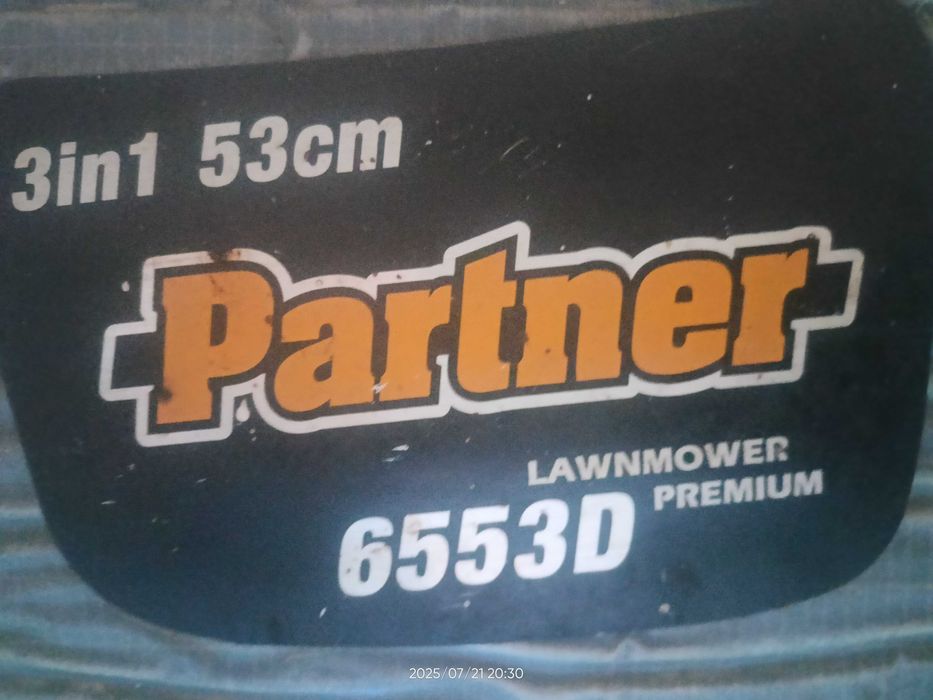 3in1 53cm
Partner
LAWNMOWER
PREMIUM
6553D
2025/07/21 20:30